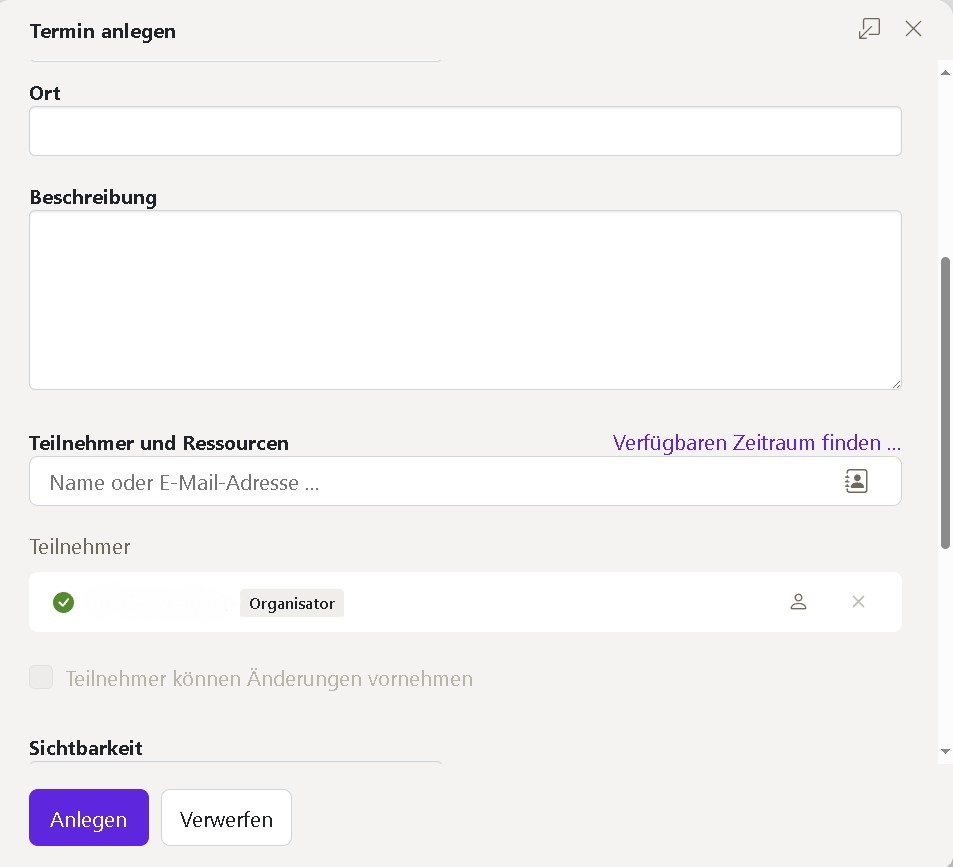 Termin anlegen
Ort
Beschreibung
Teilnehmer und Ressourcen
Verfügbaren Zeitraum finden ...
Name oder E-Mail-Adresse ...
Teilnehmer
Organisator
Teilnehmer können Änderungen vornehmen
Sichtbarkeit
Anlegen
Verwerfen